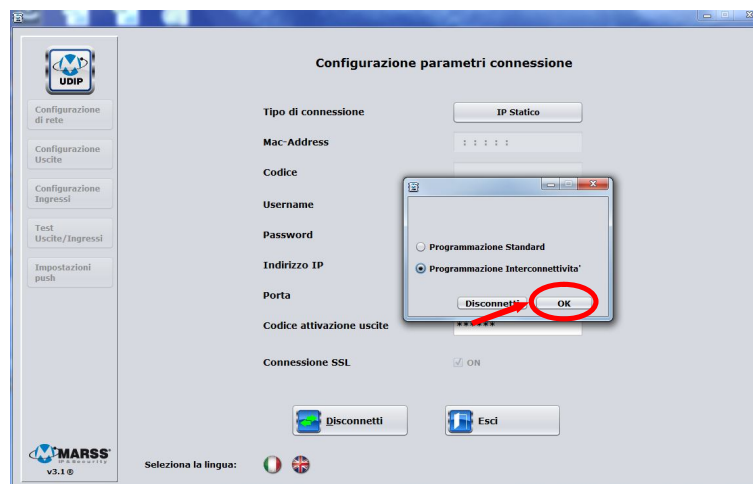 Configurazione parametri connessione
UDIP
Configurazione
di rete
Configurazione
Uscite
Configurazione
Ingressi
Test
Uscite/Ingressi
Impostazioni
push
Tipo di connessione
IP Statico
Mac-Address
: : : : :
Codice
Username
Password
Indirizzo IP
Porta
Codice attivazione uscite
******
Connessione SSL
ON
Programmazione Standard
Programmazione Interconnettivita'
Disconnetti
OK
Disconnetti
Esci
MARSS
IP & Security
v3.1 ®
Seleziona la lingua: